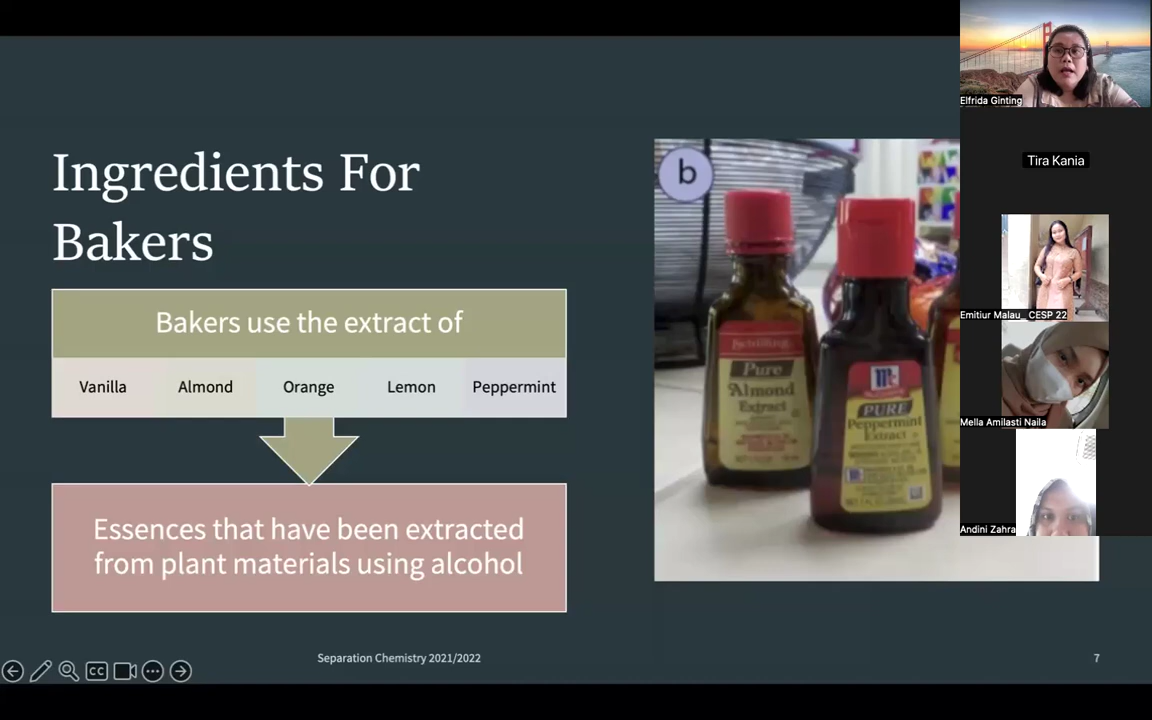 Ingredients For
Bakers
Bakers use the extract of
Vanilla
Almond
Orange
Lemon
Peppermint
Essences that have been extracted
from plant materials using alcohol
b
Pure
Almond
Extract
PURE
Peppermint
Extract
Separation Chemistry 2021/2022
7
CC
Elfrida Ginting
Tira Kania
Emitiur Malau_ CESP 22
Mella Amilasti Naila
Andini Zahra